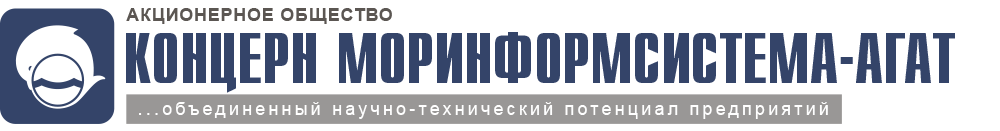 АКЦИОНЕРНОЕ ОБЩЕСТВО
КОНЦЕРН МОРИНФОРМСИСТЕМА-АГАТ
...объединенный научно-технический потенциал предприятий